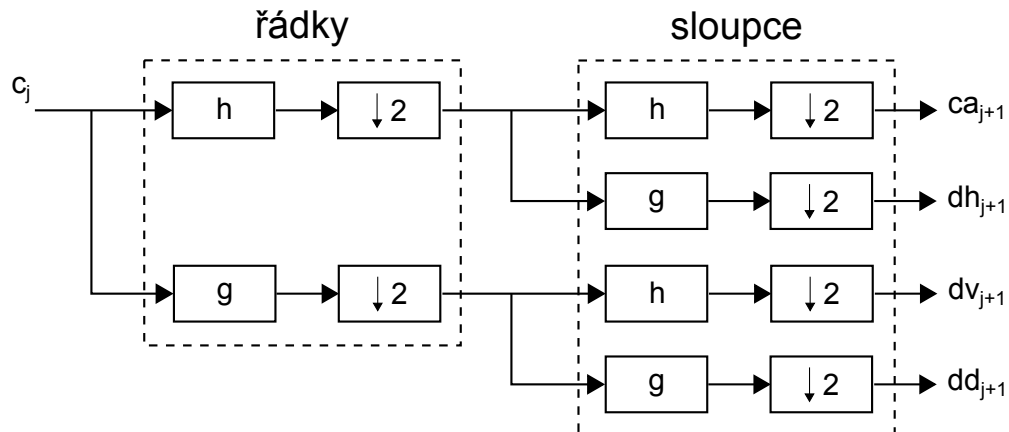 řádky sloupce
c_j h ↓2 h ↓2 ca_{j+1}
g ↓2 dh_{j+1}
g ↓2 h ↓2 dv_{j+1}
g ↓2 dd_{j+1}